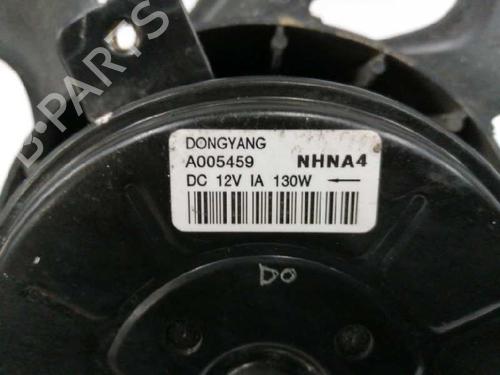 B-PARTS
DONGYANG
A005459 NHNA4
DC 12V IA 130W ←
DO